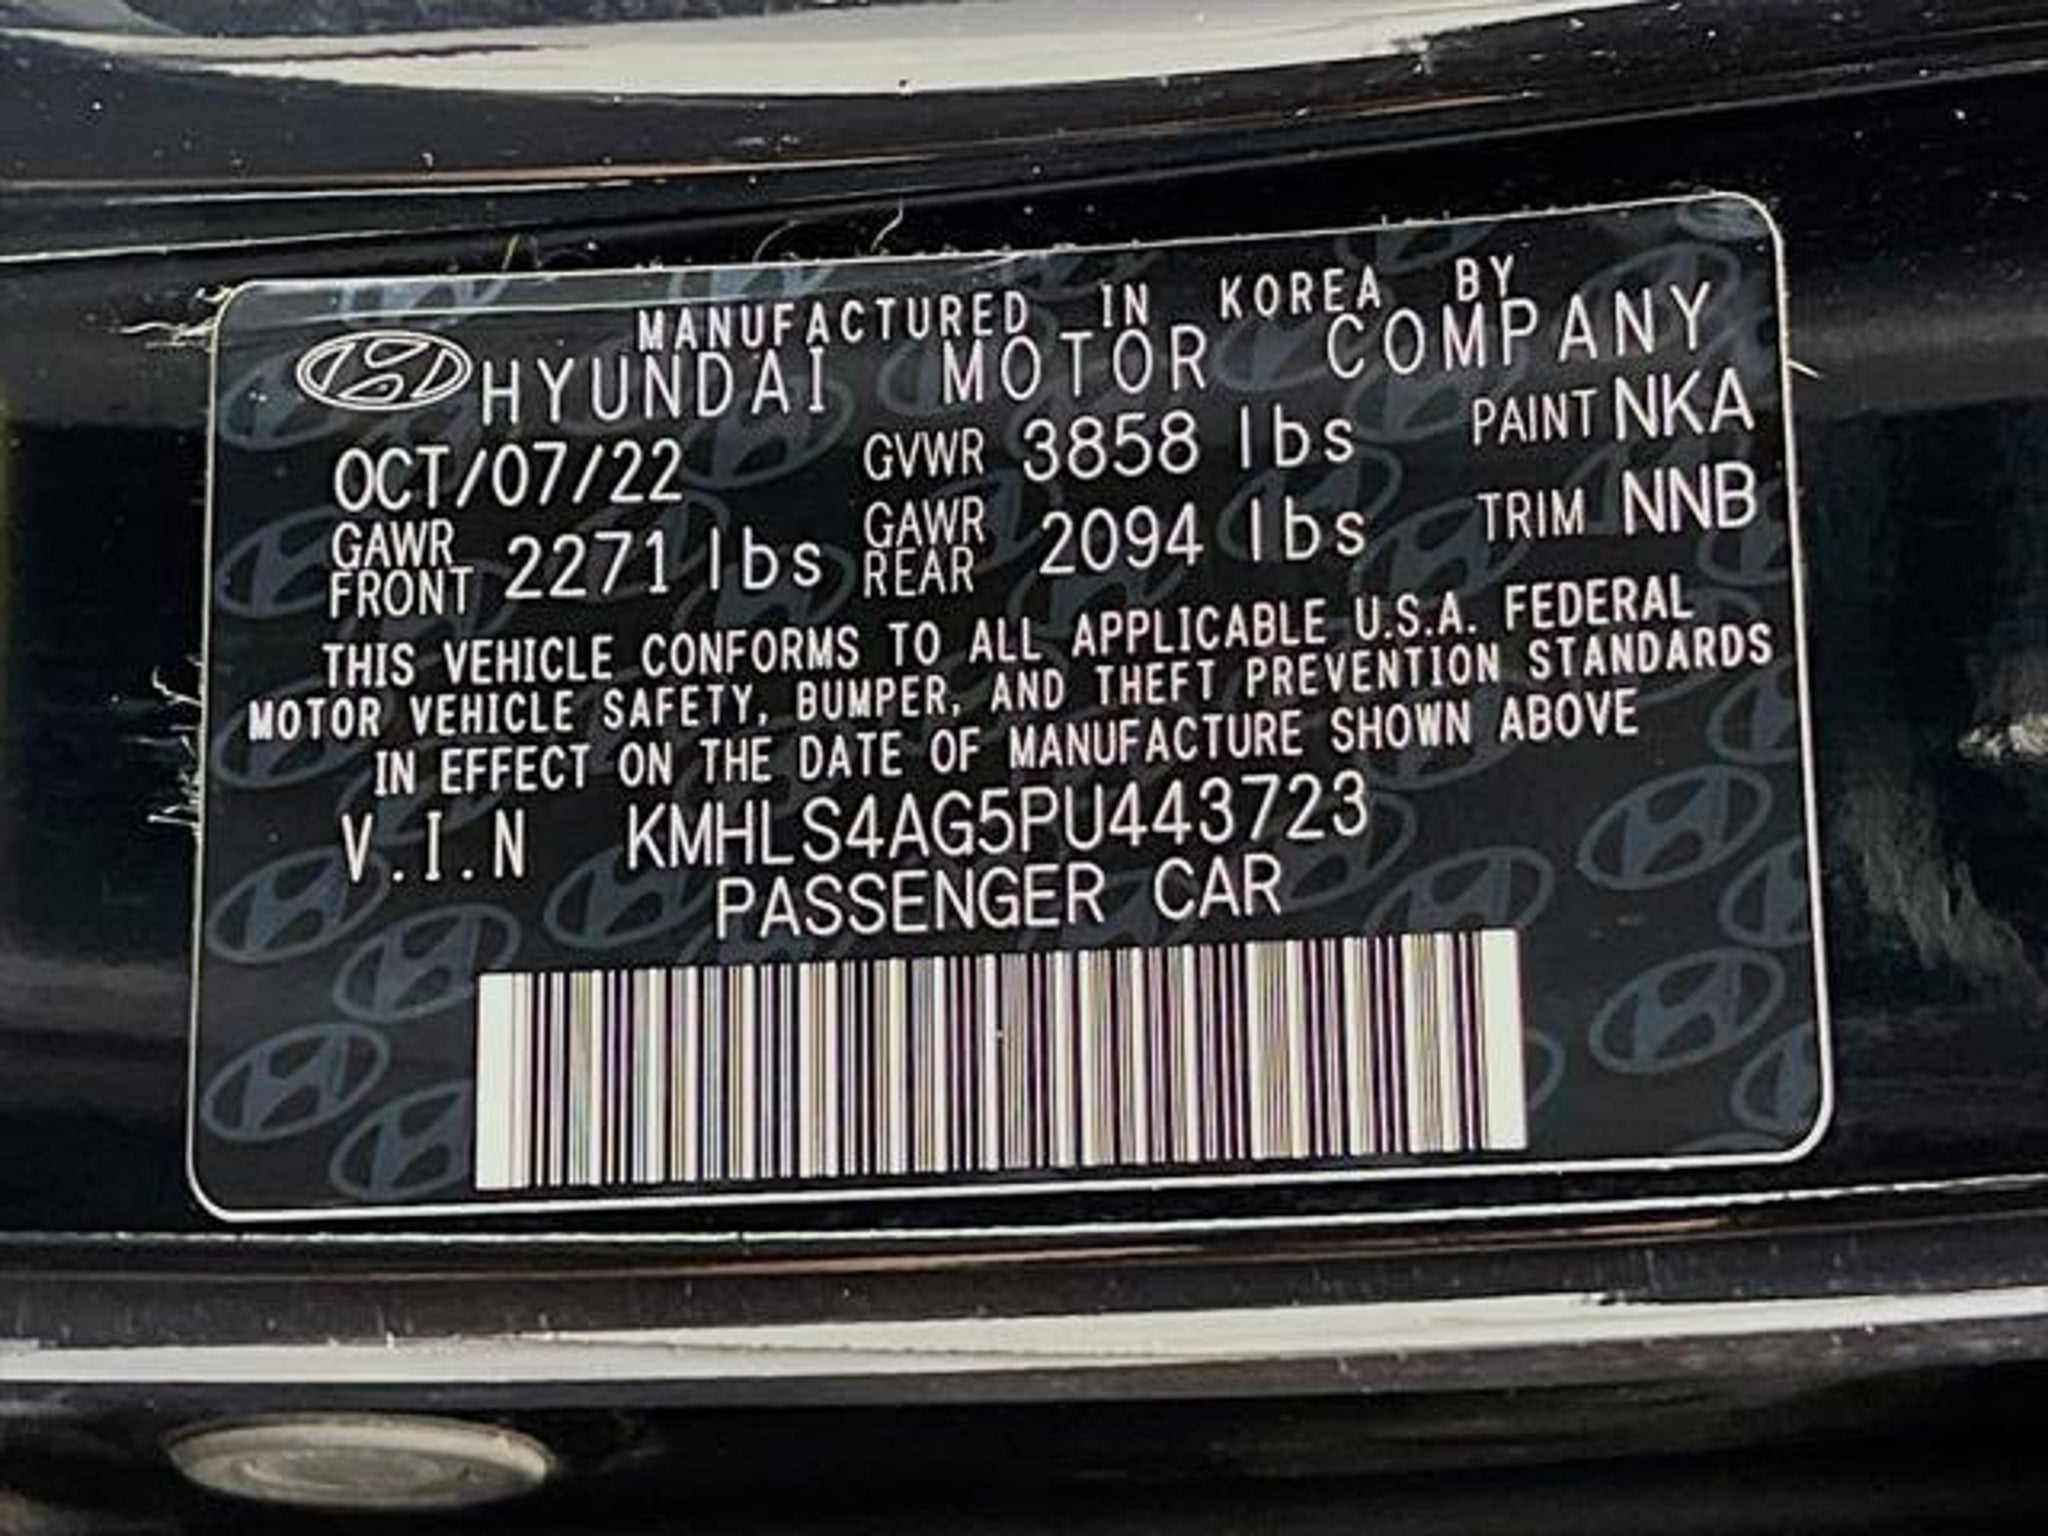 MANUFACTURED IN KOREA BY
HYUNDAI MOTOR COMPANY
OCT/07/22 GVWR 3858 lbs PAINT NKA
GAWR FRONT 2271 lbs GAWR REAR 2094 lbs TRIM NNB
THIS VEHICLE CONFORMS TO ALL APPLICABLE U.S.A. FEDERAL
MOTOR VEHICLE SAFETY, BUMPER, AND THEFT PREVENTION STANDARDS
IN EFFECT ON THE DATE OF MANUFACTURE SHOWN ABOVE
V.I.N KMHLS4AG5PU443723
PASSENGER CAR